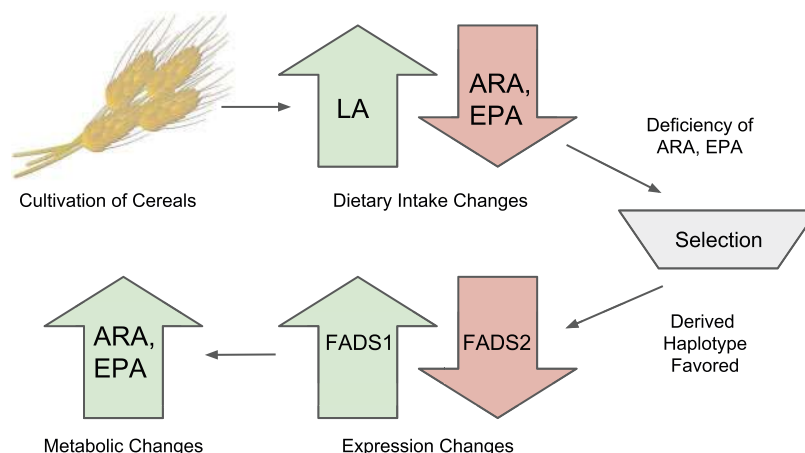 LA
ARA,
EPA
Cultivation of Cereals
Dietary Intake Changes
Deficiency of
ARA, EPA
Selection
Derived
Haplotype
Favored
FADS1
FADS2
Expression Changes
ARA,
EPA
Metabolic Changes